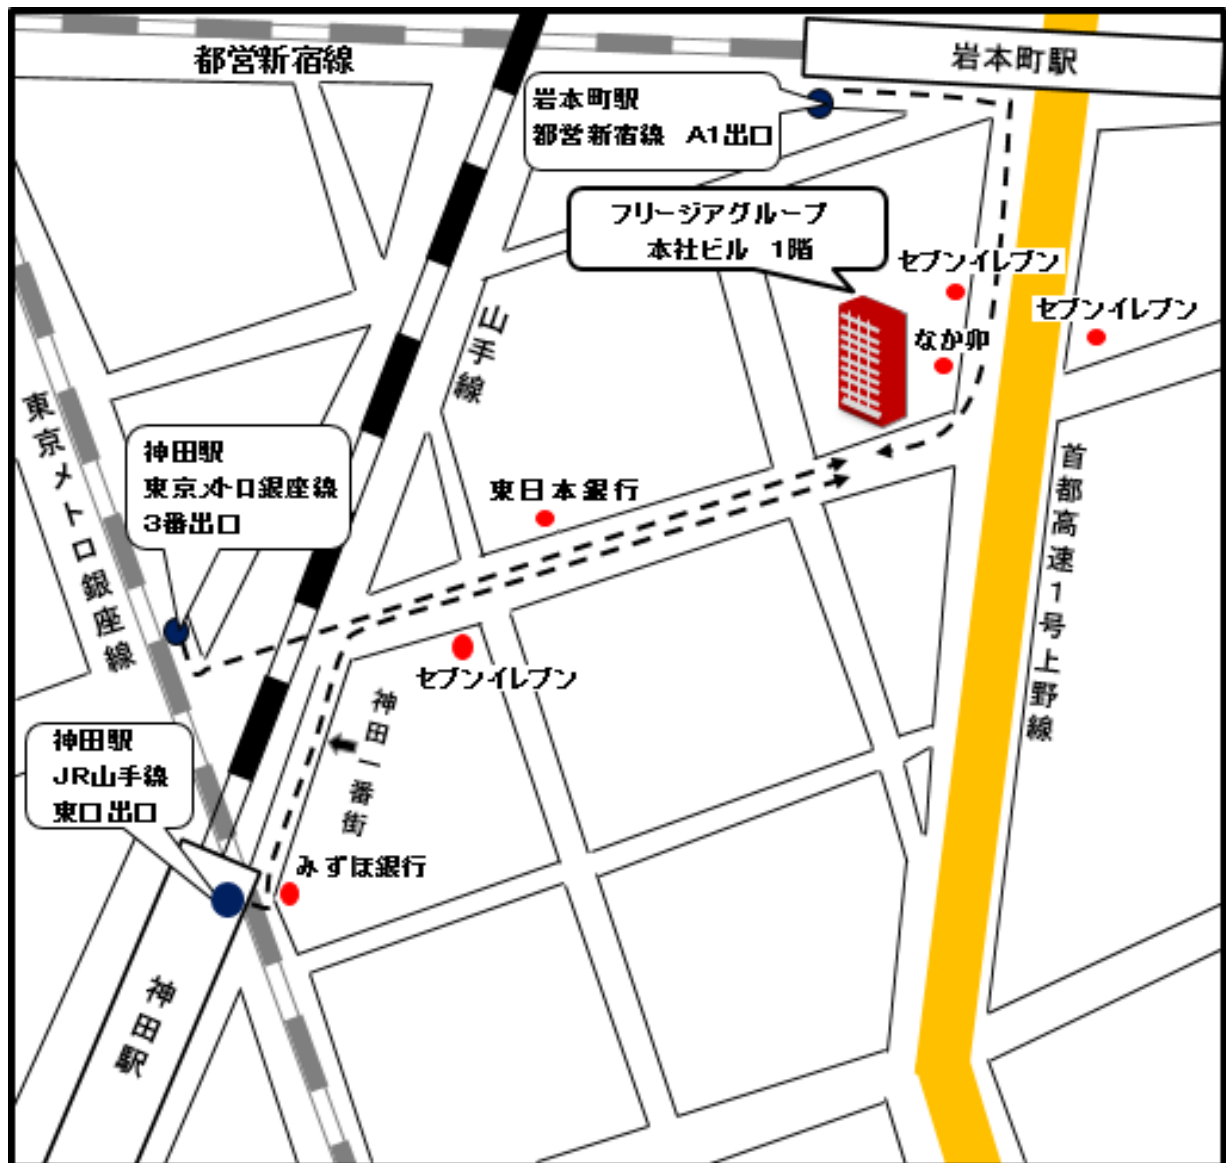 都営新宿線
岩本町駅
岩本町駅
都営新宿線 A1出口
フリージアグループ
本社ビル 1階
セブンイレブン
セブンイレブン
なか卯
山手線
東京メトロ銀座線
神田駅
東京メトロ銀座線
3番出口
東日本銀行
首都高速1号上野線
セブンイレブン
神田一番街
神田駅
JR山手線
東口出口
みずほ銀行
神田駅